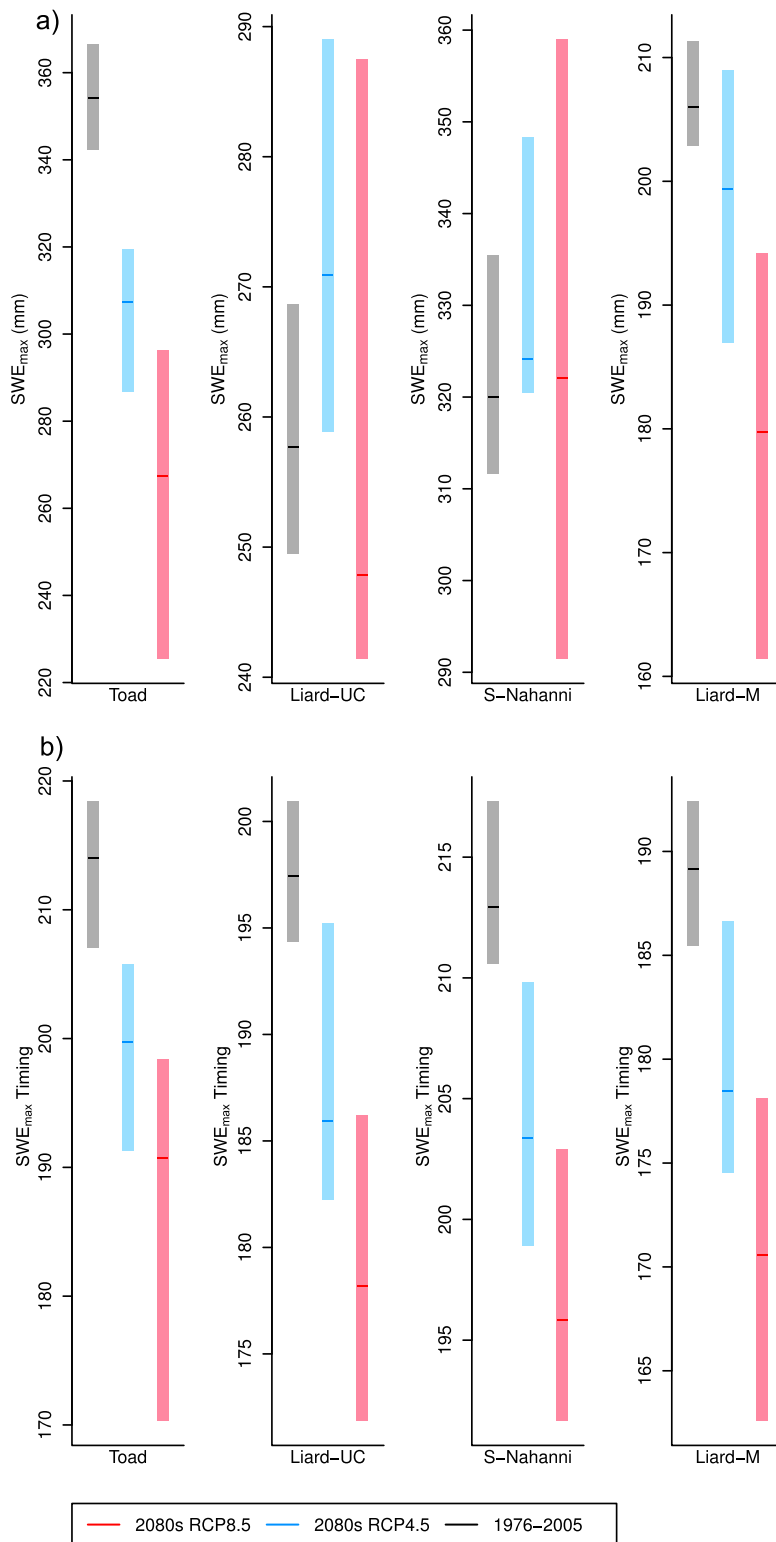 a)
SWEmax (mm)
220 240 260 280 300 320 340 360
Toad
SWEmax (mm)
240 250 260 270 280 290
Liard−UC
SWEmax (mm)
290 300 310 320 330 340 350 360
S−Nahanni
SWEmax (mm)
160 170 180 190 200 210
Liard−M
b)
SWEmax Timing
170 180 190 200 210 220
Toad
SWEmax Timing
175 180 185 190 195 200
Liard−UC
SWEmax Timing
195 200 205 210 215
S−Nahanni
SWEmax Timing
165 170 175 180 185 190
Liard−M
2080s RCP8.5 2080s RCP4.5 1976−2005